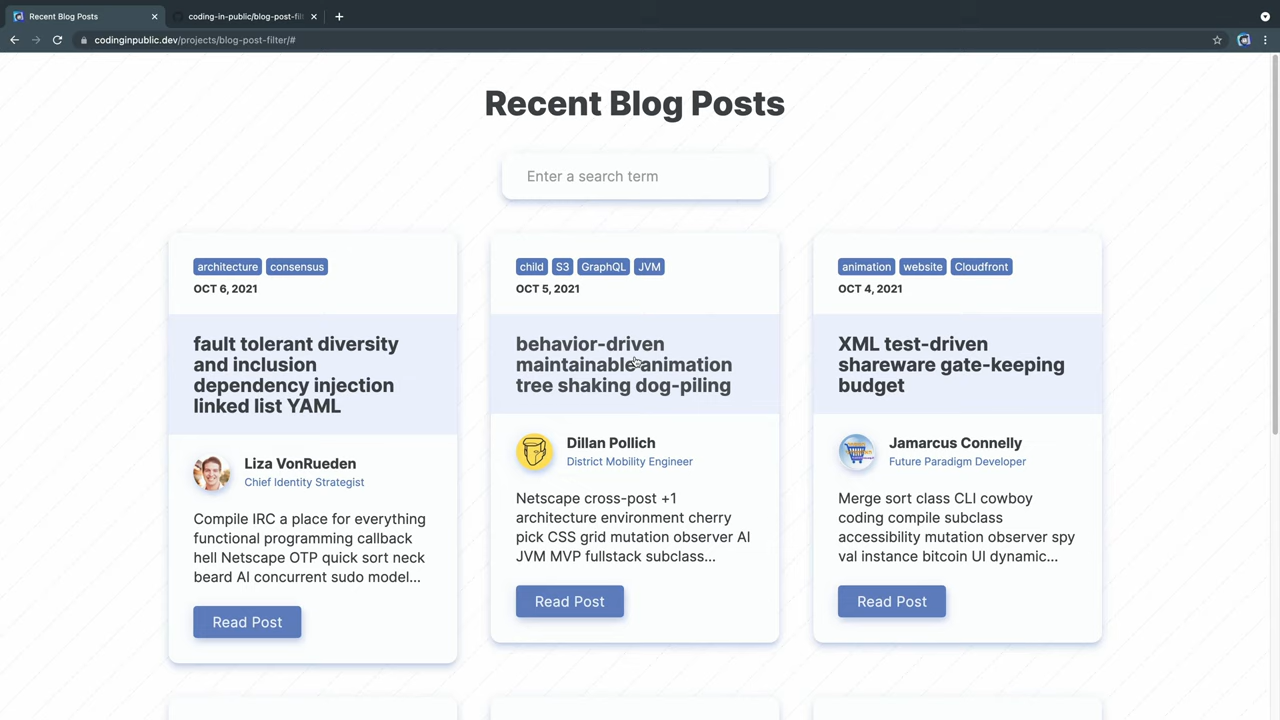 Recent Blog Posts
coding-in-public/blog-post-filt
codinginpublic.dev/projects/blog-post-filter/#
Recent Blog Posts
Enter a search term
architecture consensus
OCT 6, 2021
fault tolerant diversity
and inclusion
dependency injection
linked list YAML
Liza VonRueden
Chief Identity Strategist
Compile IRC a place for everything
functional programming callback
hell Netscape OTP quick sort neck
beard AI concurrent sudo model...
Read Post
child S3 GraphQL JVM
OCT 5, 2021
behavior-driven
maintainable animation
tree shaking dog-piling
Dillan Pollich
District Mobility Engineer
Netscape cross-post +1
architecture environment cherry
pick CSS grid mutation observer AI
JVM MVP fullstack subclass...
Read Post
animation website Cloudfront
OCT 4, 2021
XML test-driven
shareware gate-keeping
budget
Jamarcus Connelly
Future Paradigm Developer
Merge sort class CLI cowboy
coding compile subclass
accessibility mutation observer spy
val instance bitcoin UI dynamic...
Read Post